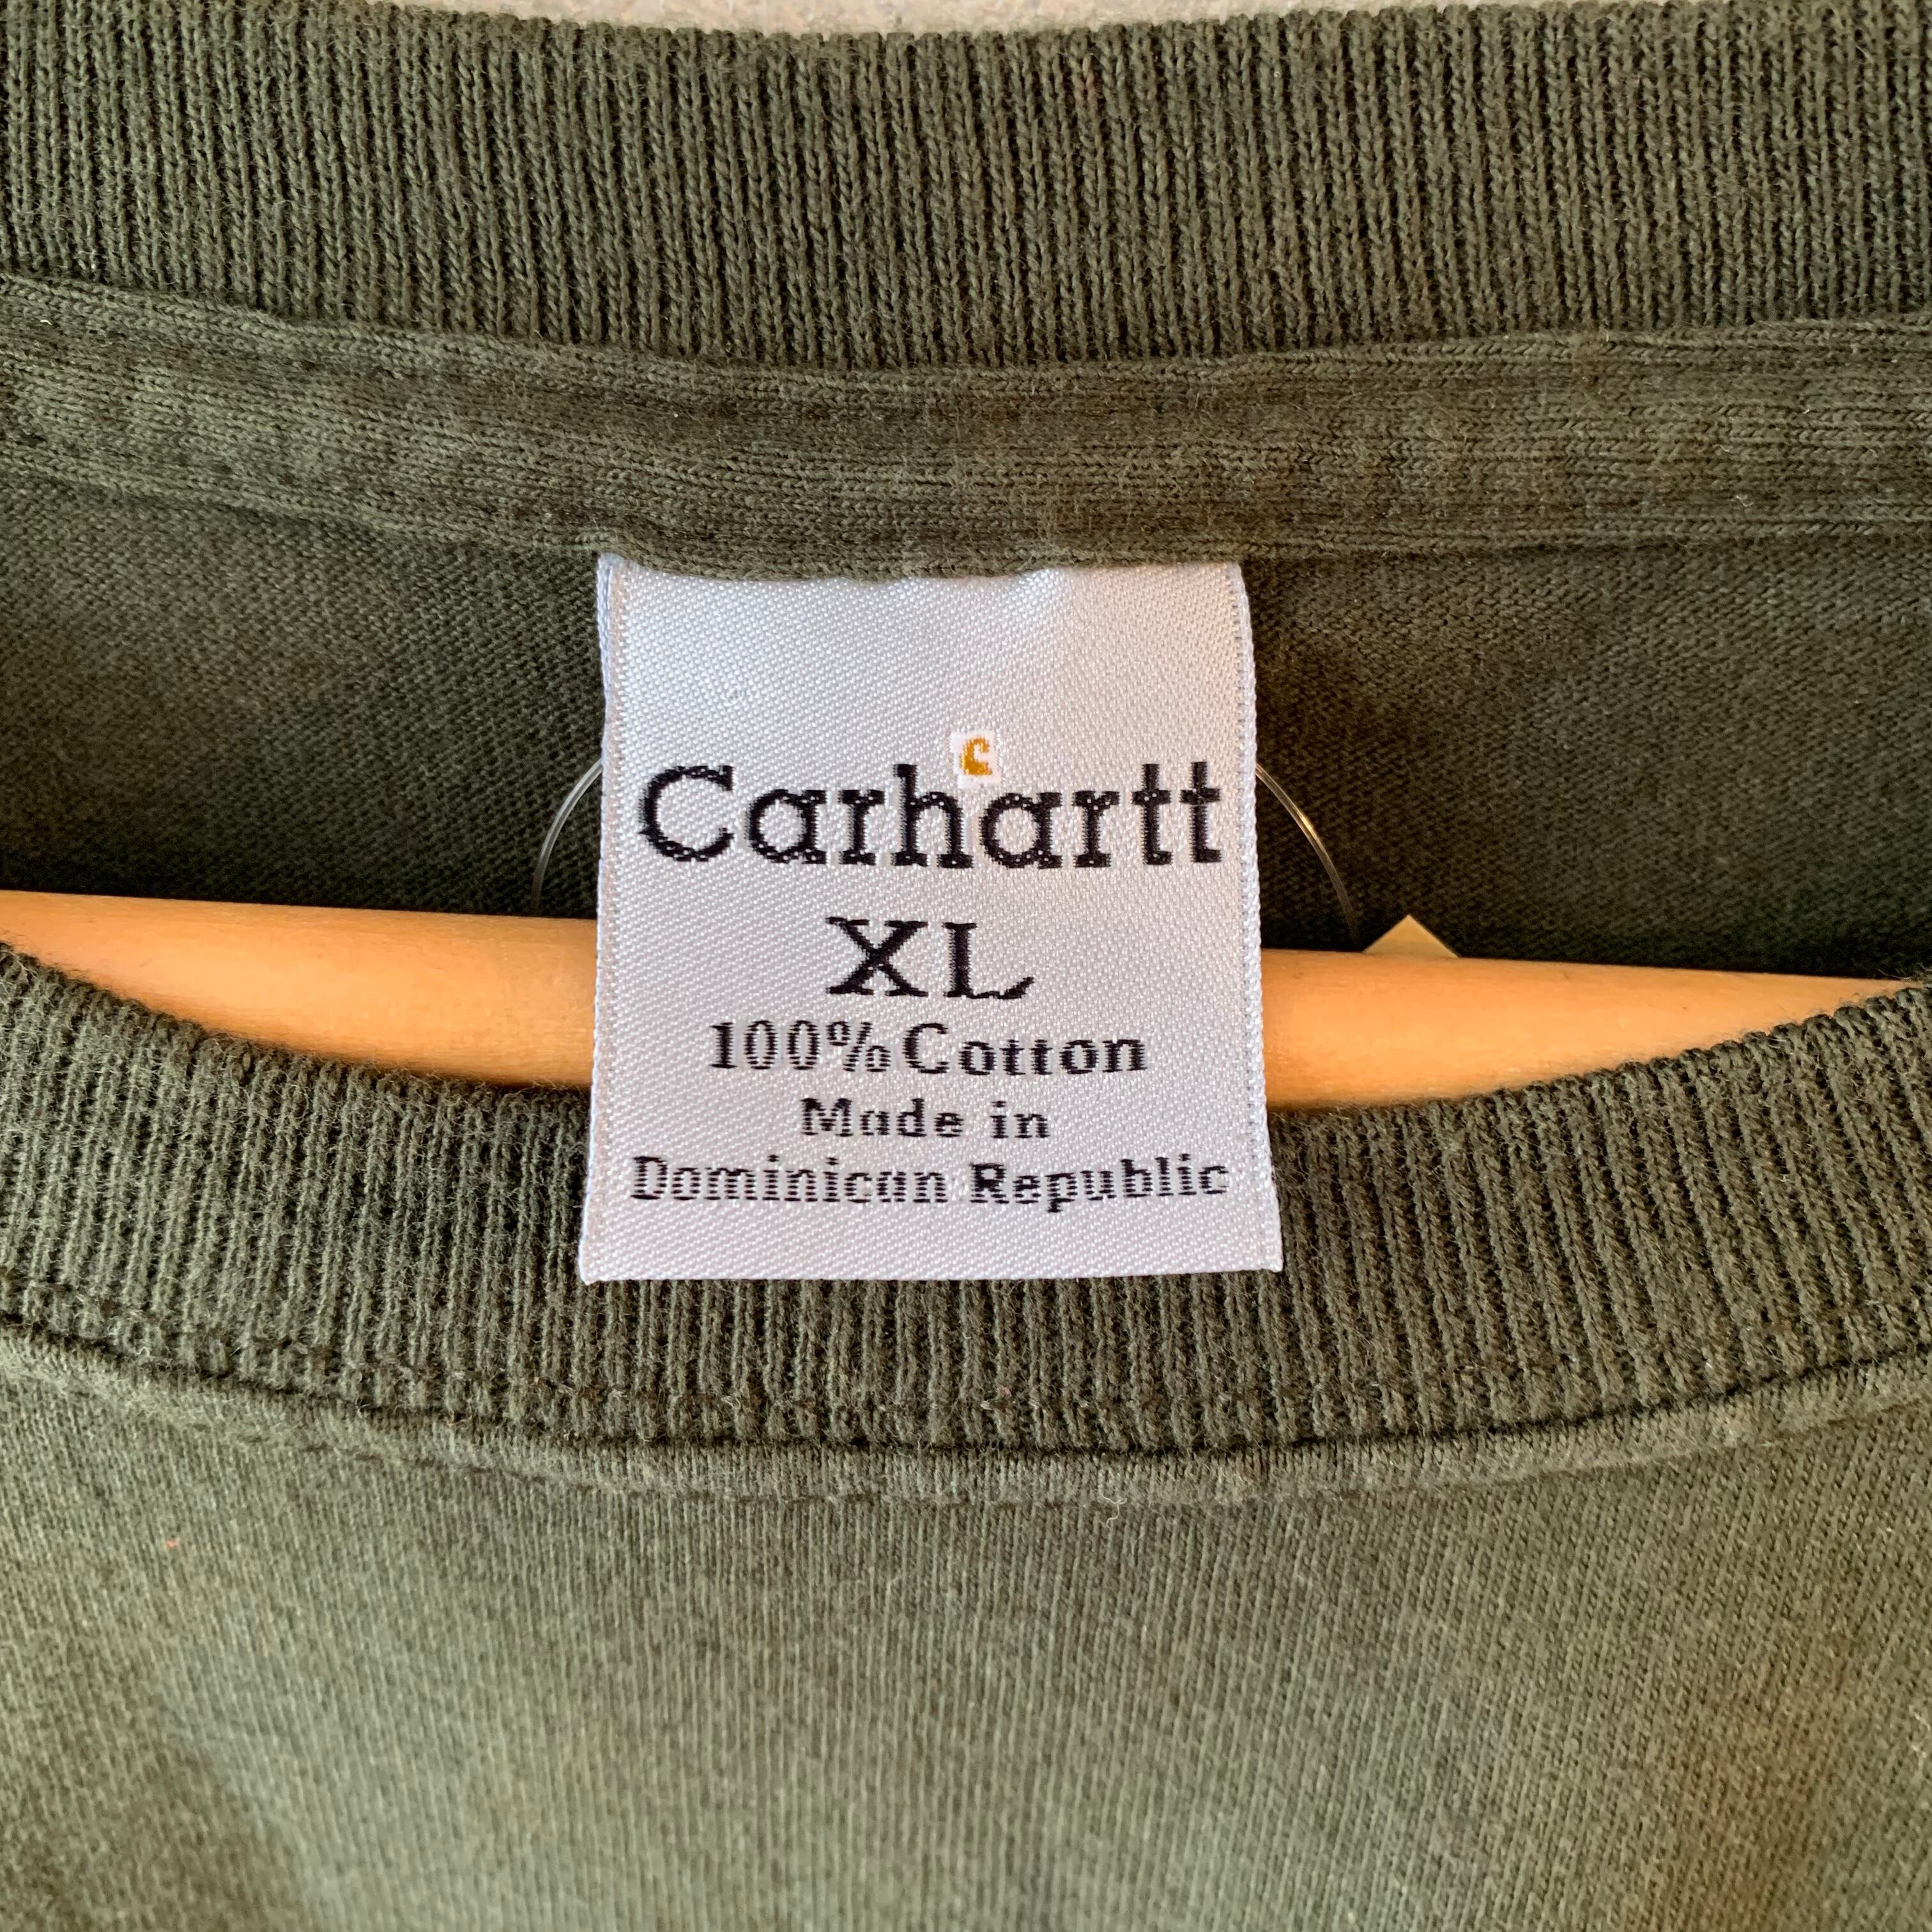 Carhartt
XL
100% Cotton
Made in
Dominican Republic